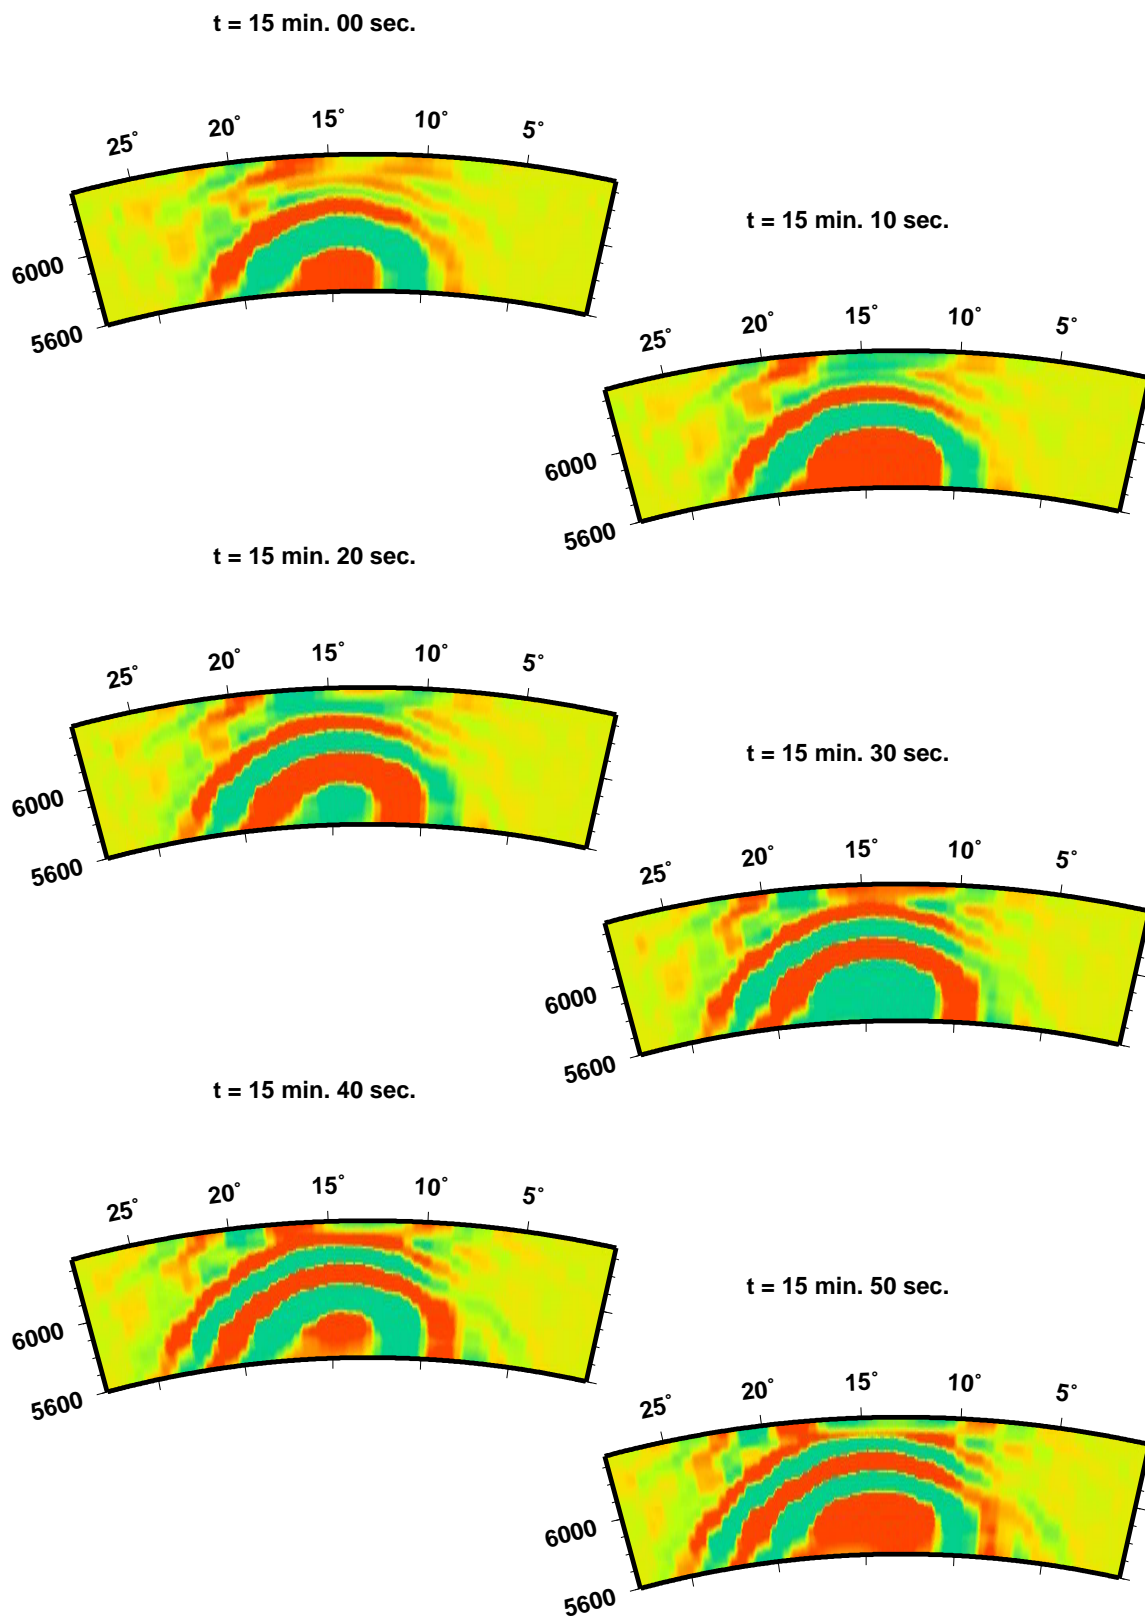 t = 15 min. 00 sec.
25° 20° 15° 10° 5°
6000
5600
t = 15 min. 10 sec.
25° 20° 15° 10° 5°
6000
5600
t = 15 min. 20 sec.
25° 20° 15° 10° 5°
6000
5600
t = 15 min. 30 sec.
25° 20° 15° 10° 5°
6000
5600
t = 15 min. 40 sec.
25° 20° 15° 10° 5°
6000
5600
t = 15 min. 50 sec.
25° 20° 15° 10° 5°
6000
5600